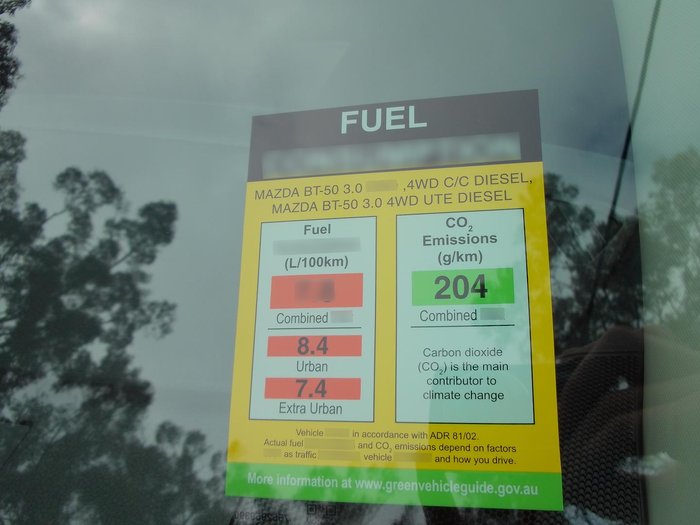 FUEL
MAZDA BT-50 3.0 ,4WD C/C DIESEL,
MAZDA BT-50 3.0 4WD UTE DIESEL
Fuel
(L/100km)
Combined
8.4
Urban
7.4
Extra Urban
CO₂
Emissions
(g/km)
204
Combined
Carbon dioxide
(CO₂) is the main
contributor to
climate change
Vehicle in accordance with ADR 81/02.
Actual fuel and CO₂ emissions depend on factors
as traffic vehicle and how you drive.
More information at www.greenvehicleguide.gov.au